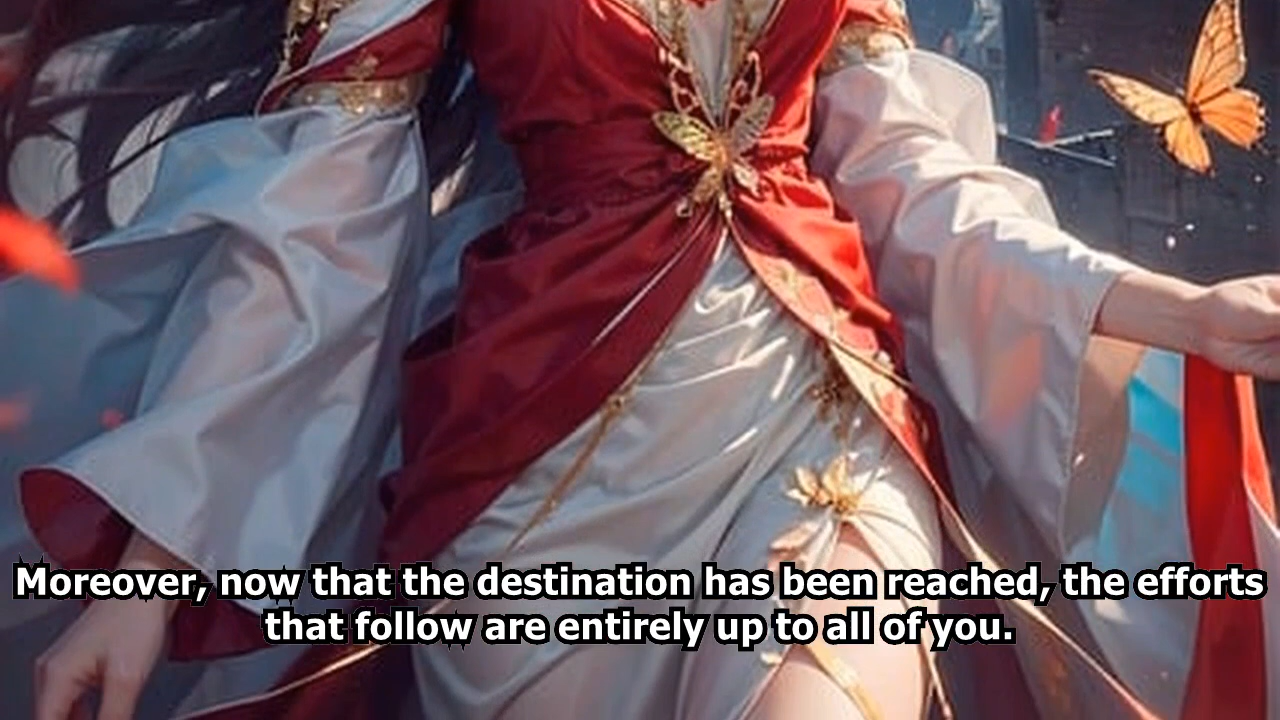 Moreover, now that the destination has been reached, the efforts
that follow are entirely up to all of you.